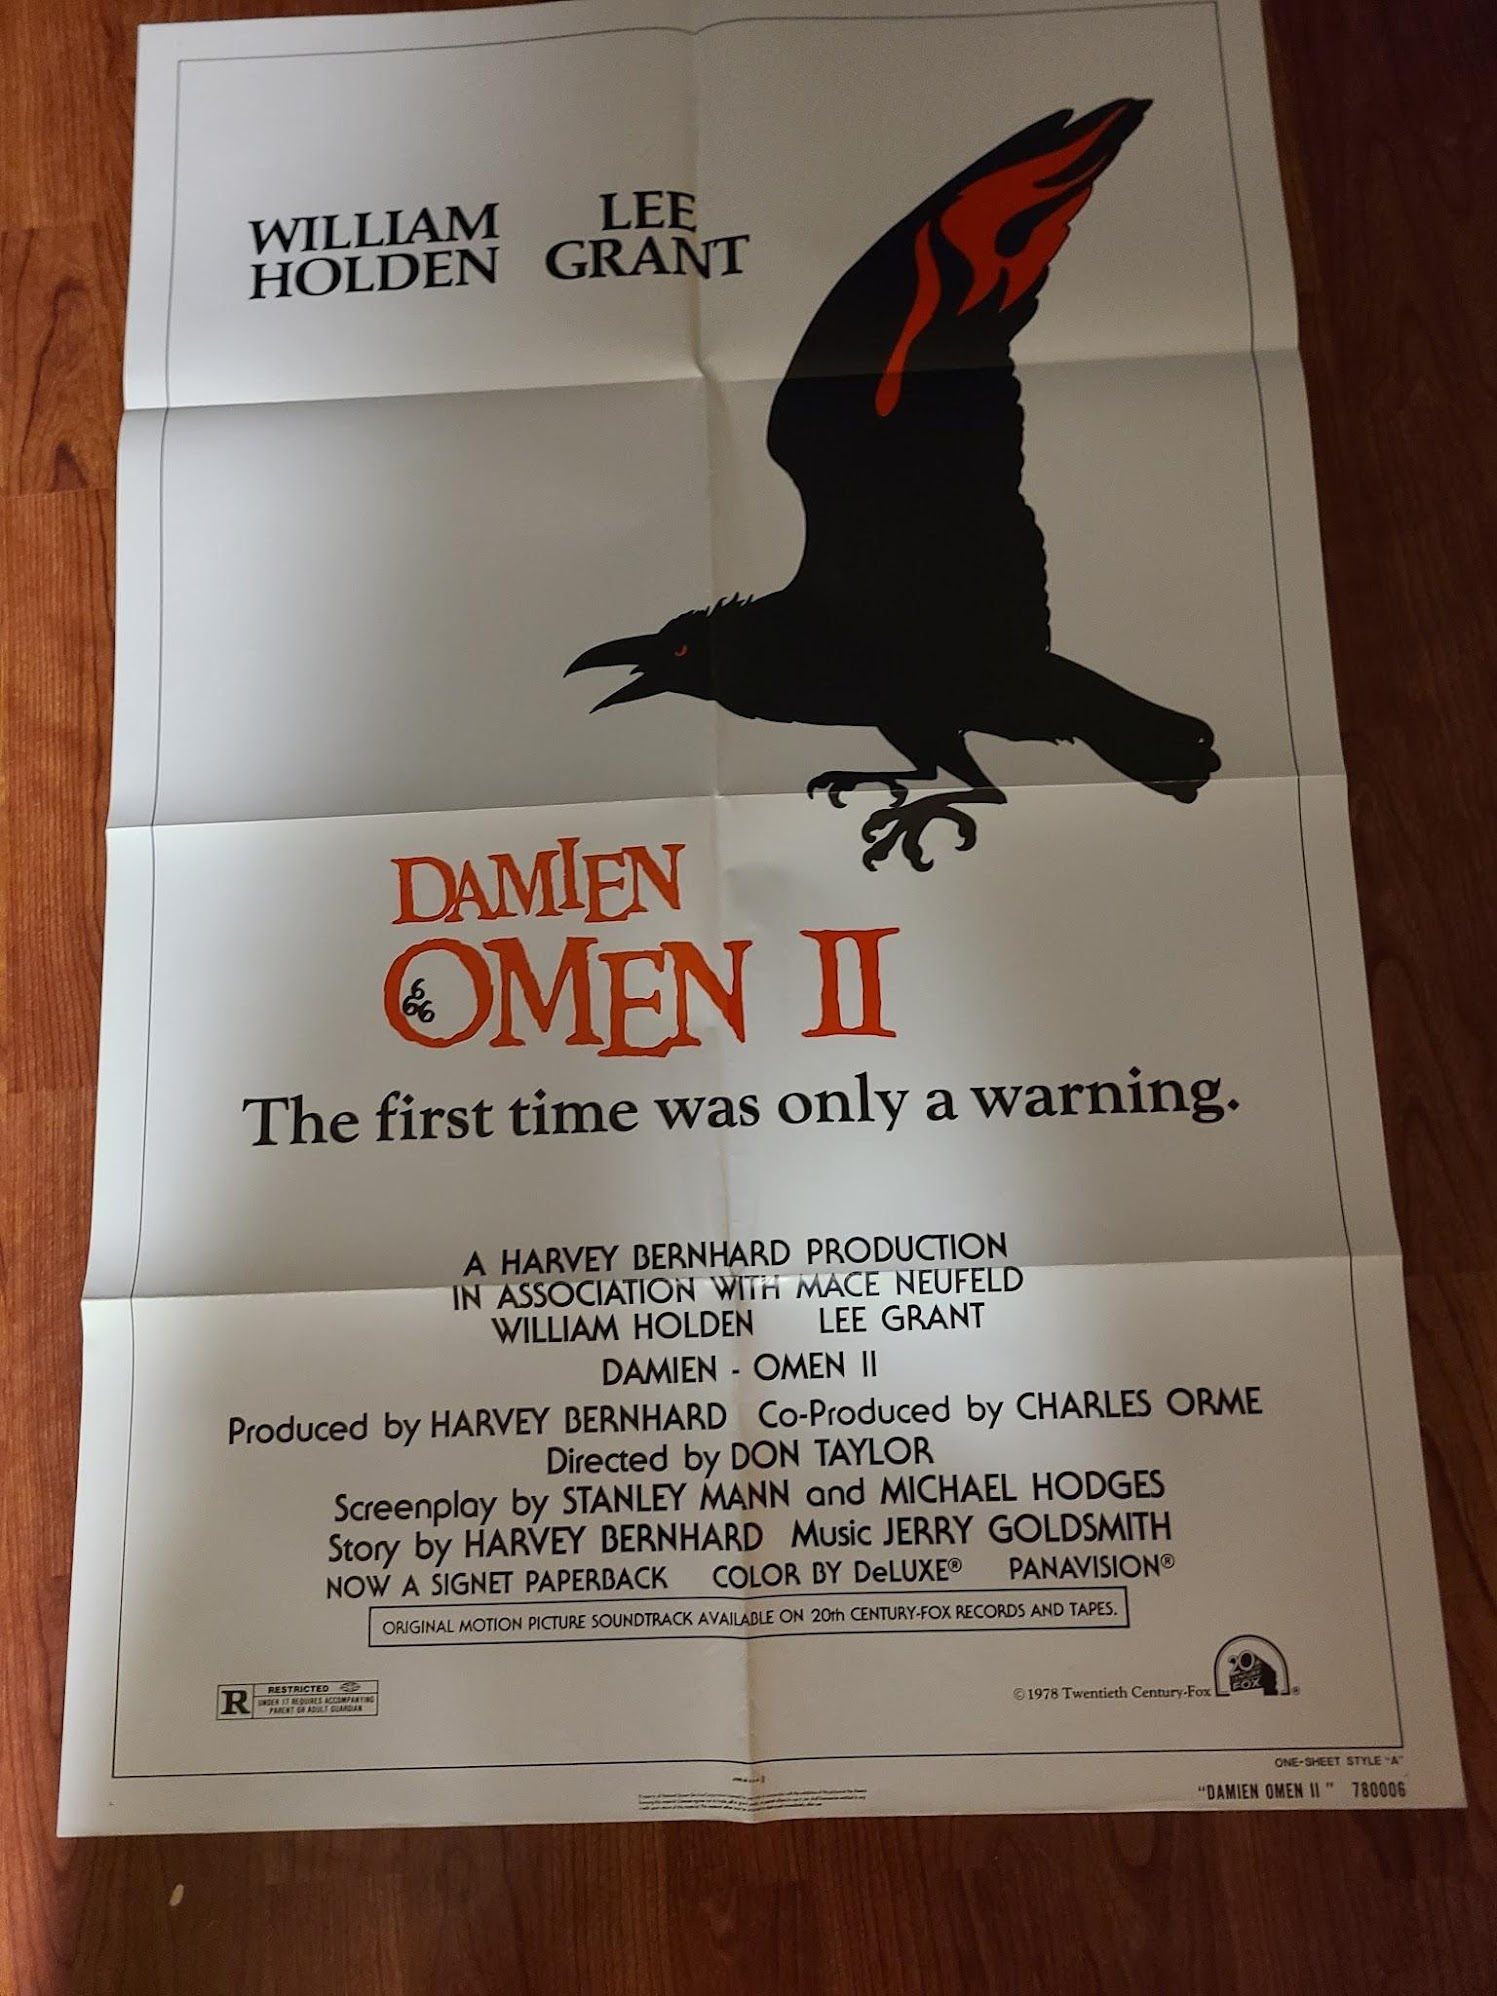 WILLIAM HOLDEN
LEE GRANT
DAMIEN
OMEN II
666
The first time was only a warning.
A HARVEY BERNHARD PRODUCTION
IN ASSOCIATION WITH MACE NEUFELD
WILLIAM HOLDEN LEE GRANT
DAMIEN - OMEN II
Produced by HARVEY BERNHARD Co-Produced by CHARLES ORME
Directed by DON TAYLOR
Screenplay by STANLEY MANN and MICHAEL HODGES
Story by HARVEY BERNHARD Music JERRY GOLDSMITH
NOW A SIGNET PAPERBACK COLOR BY DeLUXE® PANAVISION®
ORIGINAL MOTION PICTURE SOUNDTRACK AVAILABLE ON 20th CENTURY-FOX RECORDS AND TAPES.
R RESTRICTED
UNDER 17 REQUIRES ACCOMPANYING
PARENT OR ADULT GUARDIAN
©1978 Twentieth Century-Fox
20th CENTURY FOX ®
ONE-SHEET STYLE "A"
"DAMIEN OMEN II" 780006